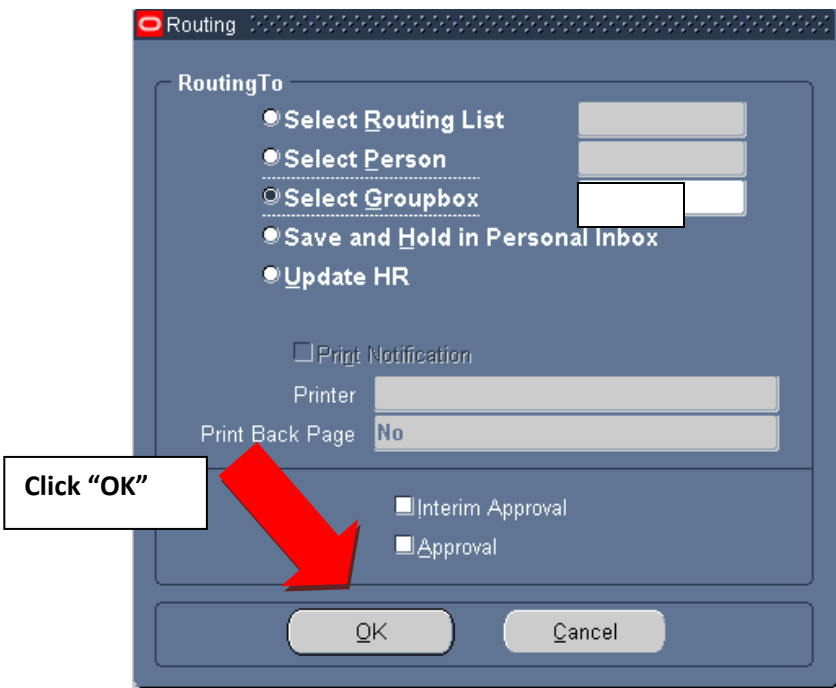 Routing
RoutingTo
Select Routing List
Select Person
Select Groupbox
Save and Hold in Personal Inbox
Update HR
Print Notification
Printer
Print Back Page No
Click “OK”
Interim Approval
Approval
OK Cancel